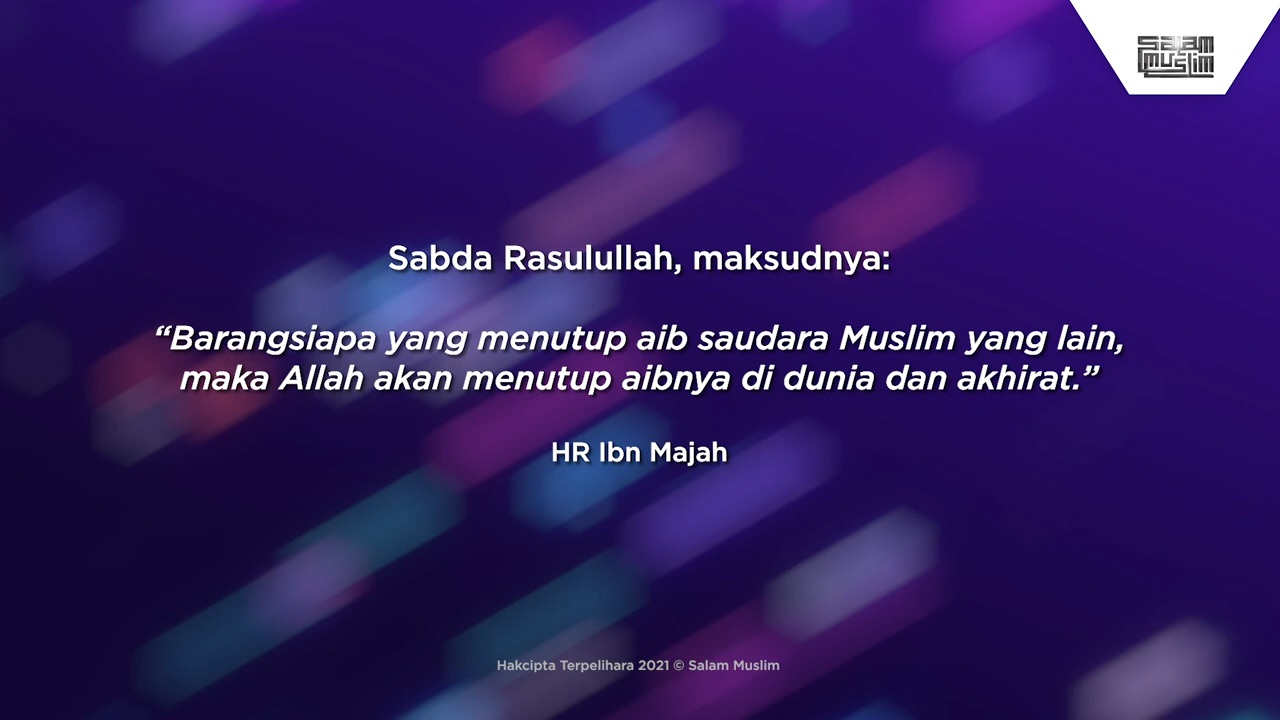 Salam
muslim
Sabda Rasulullah, maksudnya:
“Barangsiapa yang menutup aib saudara Muslim yang lain,
maka Allah akan menutup aibnya di dunia dan akhirat.”
HR Ibn Majah
Hakcipta Terpelihara 2021 © Salam Muslim